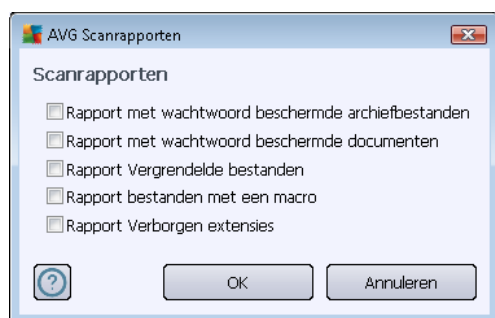 AVG Scanrapporten
Scanrapporten
Rapport met wachtwoord beschermde archiefbestanden
Rapport met wachtwoord beschermde documenten
Rapport Vergrendelde bestanden
Rapport bestanden met een macro
Rapport Verborgen extensies
? OK Annuleren